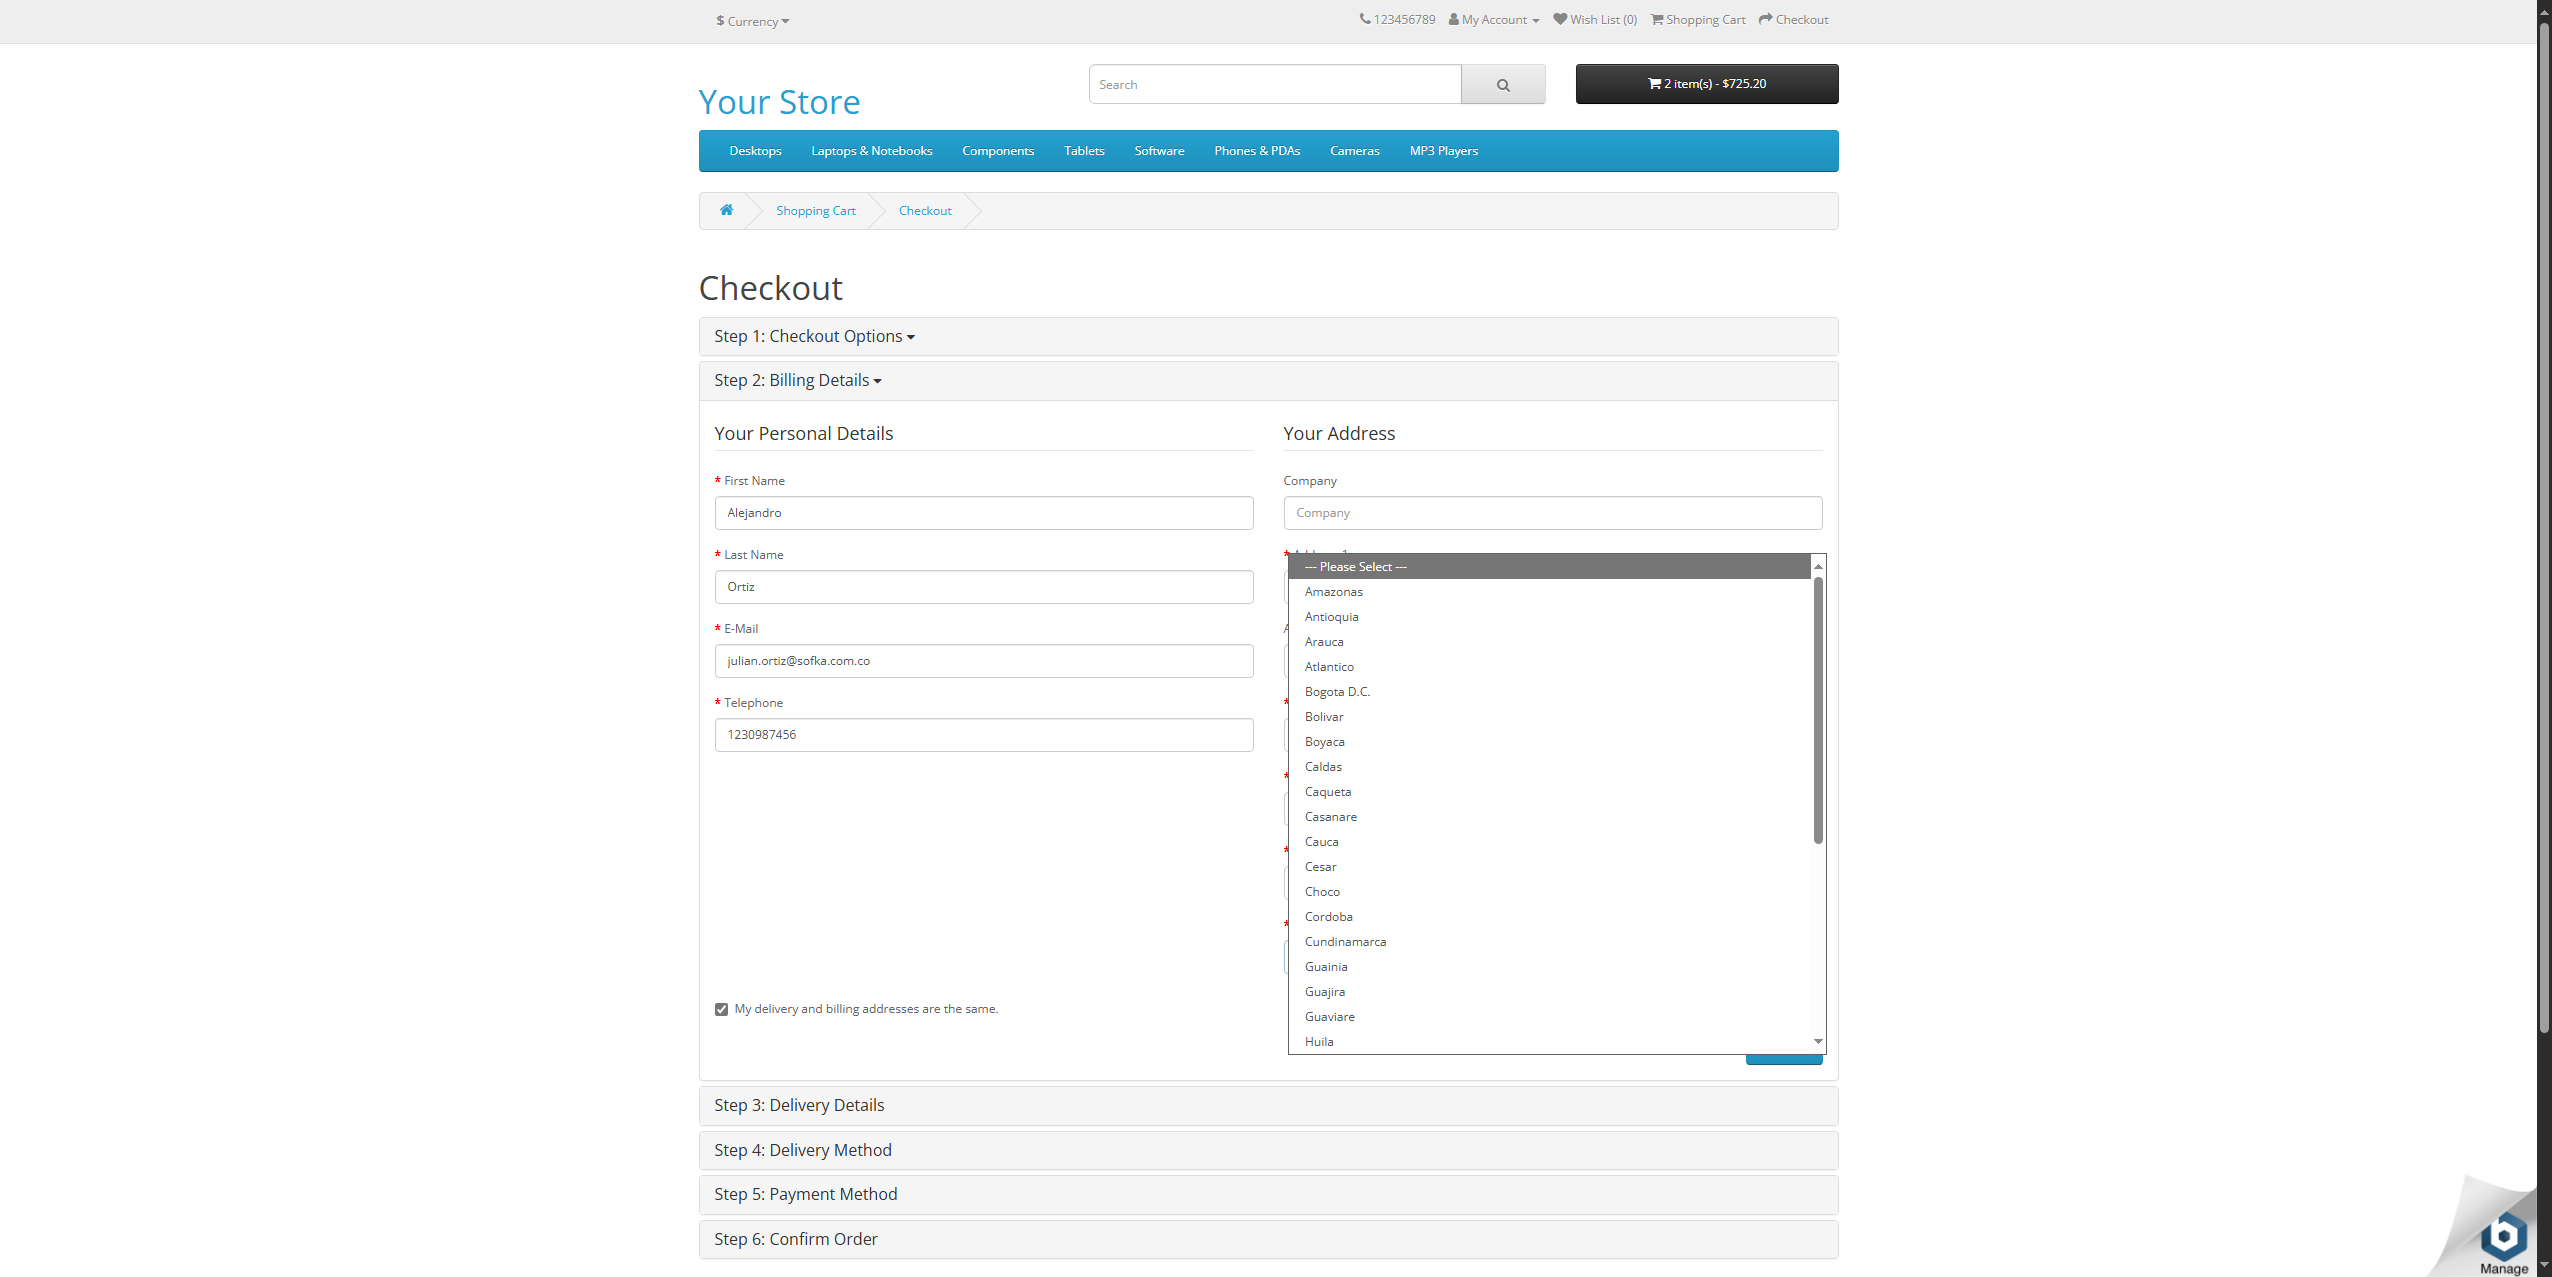 $ Currency
123456789 My Account Wish List (0) Shopping Cart Checkout
Your Store
Search
2 item(s) - $725.20
Desktops Laptops & Notebooks Components Tablets Software Phones & PDAs Cameras MP3 Players
Shopping Cart Checkout
Checkout
Step 1: Checkout Options
Step 2: Billing Details
Your Personal Details
* First Name
Alejandro
* Last Name
Ortiz
* E-Mail
julian.ortiz@sofka.com.co
* Telephone
1230987456
Your Address
Company
Company
--- Please Select ---
Amazonas
Antioquia
Arauca
Atlantico
Bogota D.C.
Bolivar
Boyaca
Caldas
Caqueta
Casanare
Cauca
Cesar
Choco
Cordoba
Cundinamarca
Guainia
Guajira
Guaviare
Huila
My delivery and billing addresses are the same.
Step 3: Delivery Details
Step 4: Delivery Method
Step 5: Payment Method
Step 6: Confirm Order
Manage